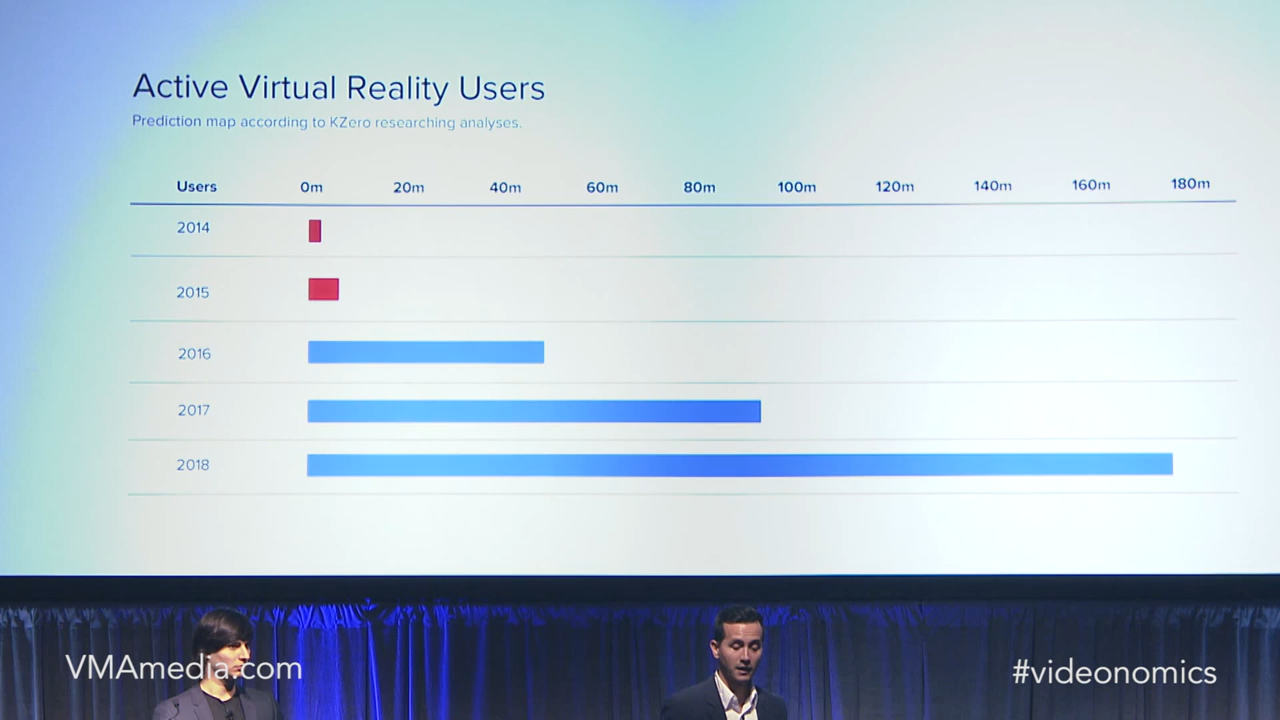 Active Virtual Reality Users
Prediction map according to KZero researching analyses.
Users 0m 20m 40m 60m 80m 100m 120m 140m 160m 180m
2014
2015
2016
2017
2018
VMAmedia.com
#videonomics